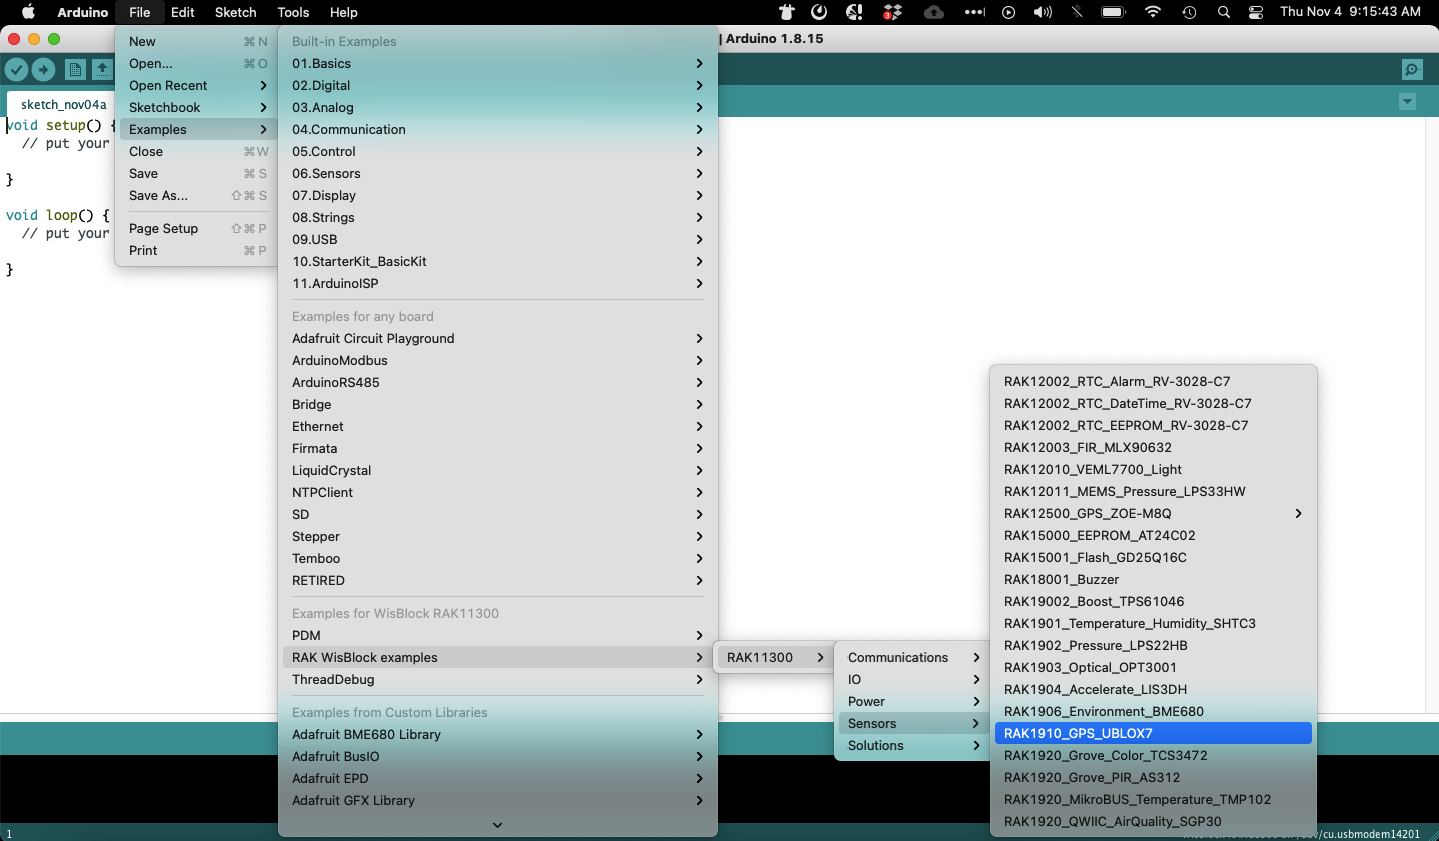 Arduino File Edit Sketch Tools Help
Thu Nov 4 9:15:43 AM
| Arduino 1.8.15
sketch_nov04a
void setup() {
// put your
}
void loop() {
// put your
}
New ⌘ N
Open... ⌘ O
Open Recent
Sketchbook
Examples
Close ⌘ W
Save ⌘ S
Save As... ⇧ ⌘ S
Page Setup ⇧ ⌘ P
Print ⌘ P
Built-in Examples
01.Basics
02.Digital
03.Analog
04.Communication
05.Control
06.Sensors
07.Display
08.Strings
09.USB
10.StarterKit_BasicKit
11.ArduinoISP
Examples for any board
Adafruit Circuit Playground
ArduinoModbus
ArduinoRS485
Bridge
Ethernet
Firmata
LiquidCrystal
NTPClient
SD
Stepper
Temboo
RETIRED
Examples for WisBlock RAK11300
PDM
RAK WisBlock examples
ThreadDebug
Examples from Custom Libraries
Adafruit BME680 Library
Adafruit BusIO
Adafruit EPD
Adafruit GFX Library
RAK11300
Communications
IO
Power
Sensors
Solutions
RAK12002_RTC_Alarm_RV-3028-C7
RAK12002_RTC_DateTime_RV-3028-C7
RAK12002_RTC_EEPROM_RV-3028-C7
RAK12003_FIR_MLX90632
RAK12010_VEML7700_Light
RAK12011_MEMS_Pressure_LPS33HW
RAK12500_GPS_ZOE-M8Q
RAK15000_EEPROM_AT24C02
RAK15001_Flash_GD25Q16C
RAK18001_Buzzer
RAK19002_Boost_TPS61046
RAK1901_Temperature_Humidity_SHTC3
RAK1902_Pressure_LPS22HB
RAK1903_Optical_OPT3001
RAK1904_Accelerate_LIS3DH
RAK1906_Environment_BME680
RAK1910_GPS_UBLOX7
RAK1920_Grove_Color_TCS3472
RAK1920_Grove_PIR_AS312
RAK1920_MikroBUS_Temperature_TMP102
RAK1920_QWIIC_AirQuality_SGP30
1
/cu.usbmodem14201